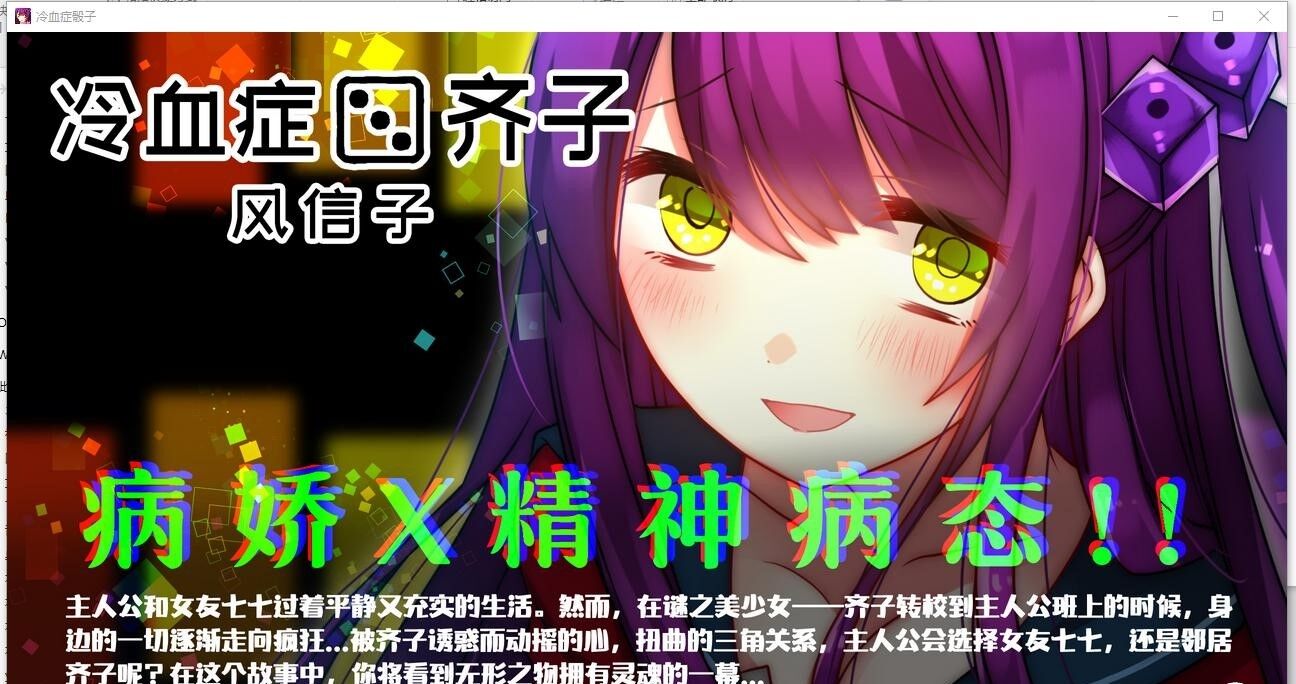 冷血症骰子
冷血症 齐子
风信子
病娇X精神病态!!
主人公和女友七七过着平静又充实的生活。然而，在谜之美少女——齐子转校到主人公班上的时候，身
边的一切逐渐走向疯狂...被齐子诱惑而动摇的心，扭曲的三角关系，主人公会选择女友七七，还是邻居
齐子呢？在这个故事中，你将看到无形之物拥有灵魂的一幕...